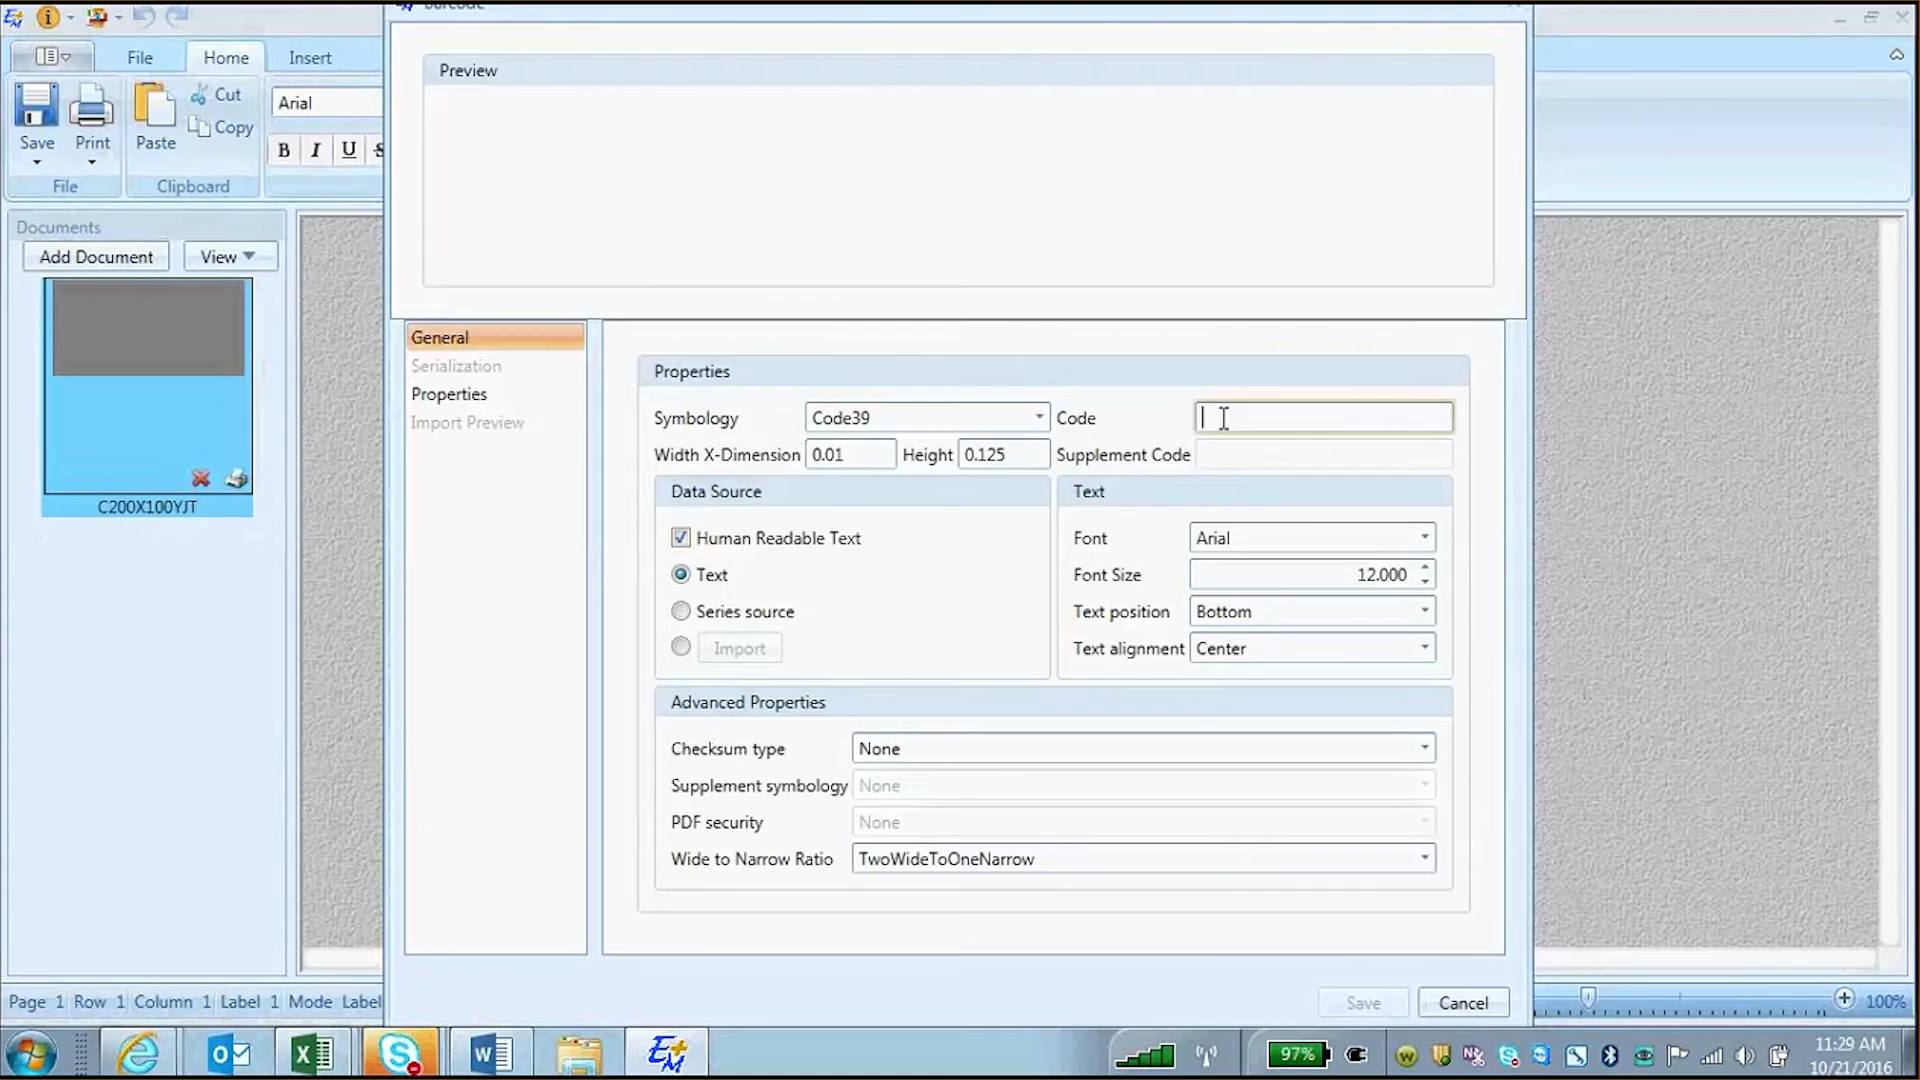 barcode
File
Home
Insert
Save
Print
Paste
Cut
Copy
Arial
B I U S
File
Clipboard
Documents
Add Document
View
C200X100YJT
Preview
General
Serialization
Properties
Import Preview
Properties
Symbology
Code39
Code
Width X-Dimension
0.01
Height
0.125
Supplement Code
Data Source
Human Readable Text
Text
Series source
Import
Text
Font
Arial
Font Size
12.000
Text position
Bottom
Text alignment
Center
Advanced Properties
Checksum type
None
Supplement symbology
None
PDF security
None
Wide to Narrow Ratio
TwoWideToOneNarrow
Save
Cancel
Page 1 Row 1 Column 1 Label 1 Mode Label
100%
97%
11:29 AM
10/21/2016